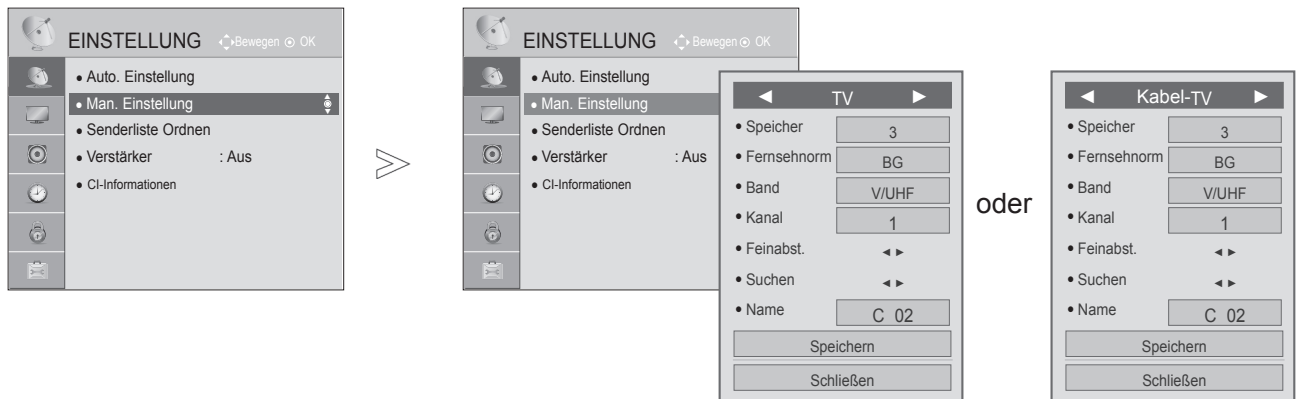 EINSTELLUNG Bewegen OK
• Auto. Einstellung
• Man. Einstellung
• Senderliste Ordnen
• Verstärker : Aus
• CI-Informationen
EINSTELLUNG Bewegen OK
• Auto. Einstellung
• Man. Einstellung
• Senderliste Ordnen
• Verstärker : Aus
• CI-Informationen
◄ TV ►
• Speicher 3
• Fernsehnorm BG
• Band V/UHF
• Kanal 1
• Feinabst. ◄ ►
• Suchen ◄ ►
• Name C 02
Speichern
Schließen
oder
◄ Kabel-TV ►
• Speicher 3
• Fernsehnorm BG
• Band V/UHF
• Kanal 1
• Feinabst. ◄ ►
• Suchen ◄ ►
• Name C 02
Speichern
Schließen